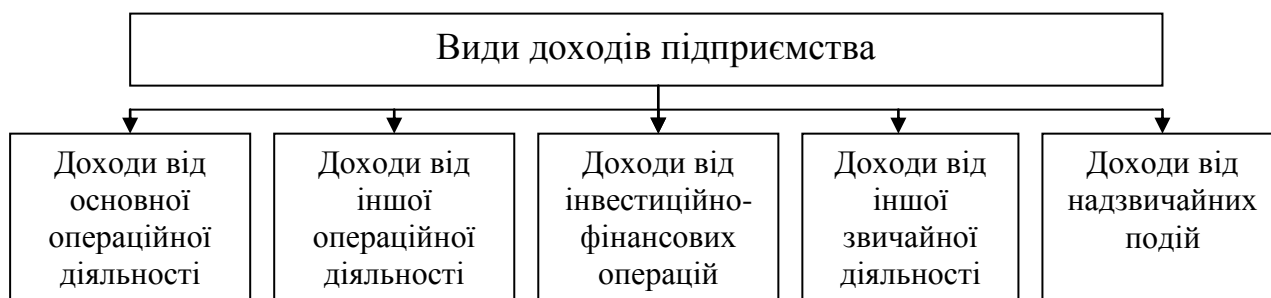 Види доходів підприємства
Доходи від
основної
операційної
діяльності
Доходи від
іншої
операційної
діяльності
Доходи від
інвестиційно-
фінансових
операцій
Доходи від
іншої
звичайної
діяльності
Доходи від
надзвичайних
подій